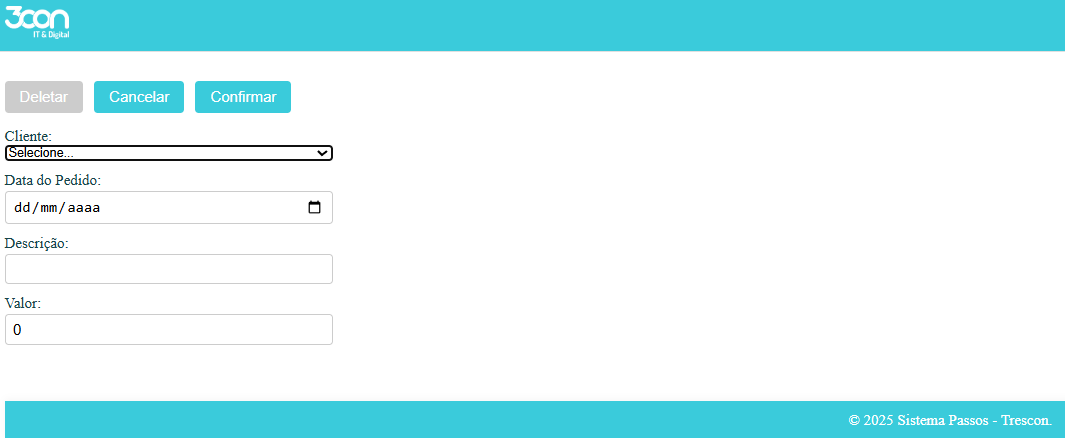 3con
IT & Digital
Deletar Cancelar Confirmar
Cliente:
Selecione...
Data do Pedido:
dd/mm/aaaa
Descrição:
Valor:
0
© 2025 Sistema Passos - Trescon.